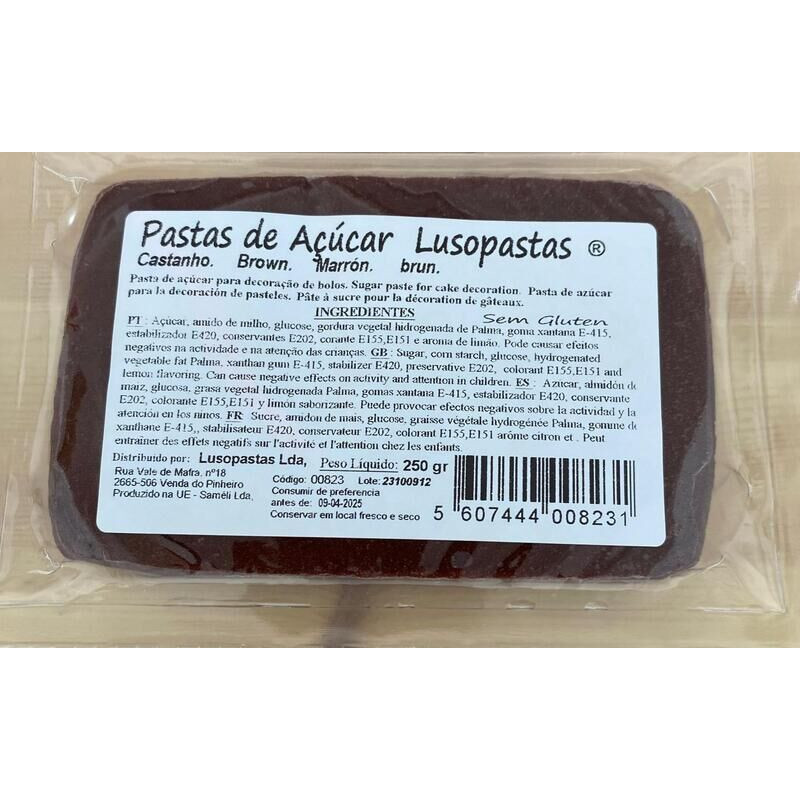 Pastas de Açúcar Lusopastas ®
Castanho. Brown. Marrón. brun.
Pasta de açúcar para decoração de bolos. Sugar paste for cake decoration. Pasta de azúcar
para la decoración de pasteles. Pâte à sucre pour la décoration de gâteaux.
INGREDIENTES
Sem Gluten
PT : Açúcar, amido de milho, glucose, gordura vegetal hidrogenada de Palma, goma xantana E-415,
estabilizador E420, conservantes E202, corante E155,E151 e aroma de limão. Pode causar efeitos
negativos na actividade e na atenção das crianças. GB : Sugar, corn starch, glucose, hydrogenated
vegetable fat Palma, xanthan gum E-415, stabilizer E420, preservative E202, colorant E155,E151 and
lemon flavoring. Can cause negative effects on activity and attention in children. ES : Azucar, almidón de
maiz, glucosa, grasa vegetal hidrogenada Palma, gomas xantana E-415, estabilizador E420, conservante
E202, colorante E155,E151 y limón saborizante. Puede provocar efectos negativos sobre la actividad y la
atención en los ninos. FR: Sucre, amidon de mais, glucose, graisse végétale hydrogénée Palma, gomme de
xanthane E-415,, stabilisateur E420, conservateur E202, colorant E155,E151 arôme citron et . Peut
entraîner des effets negatifs sur l'activité et l'attention chez les enfants.
Distribuido por: Lusopastas Lda, Peso Líquido: 250 gr
Rua Vale de Mafra, nº18
2665-506 Venda do Pinheiro
Produzido na UE - Saméli Lda,
Código: 00823 Lote: 23100912
Consumir de preferencia
antes de: 09-04-2025
Conservar em local fresco e seco
5 607444 008231